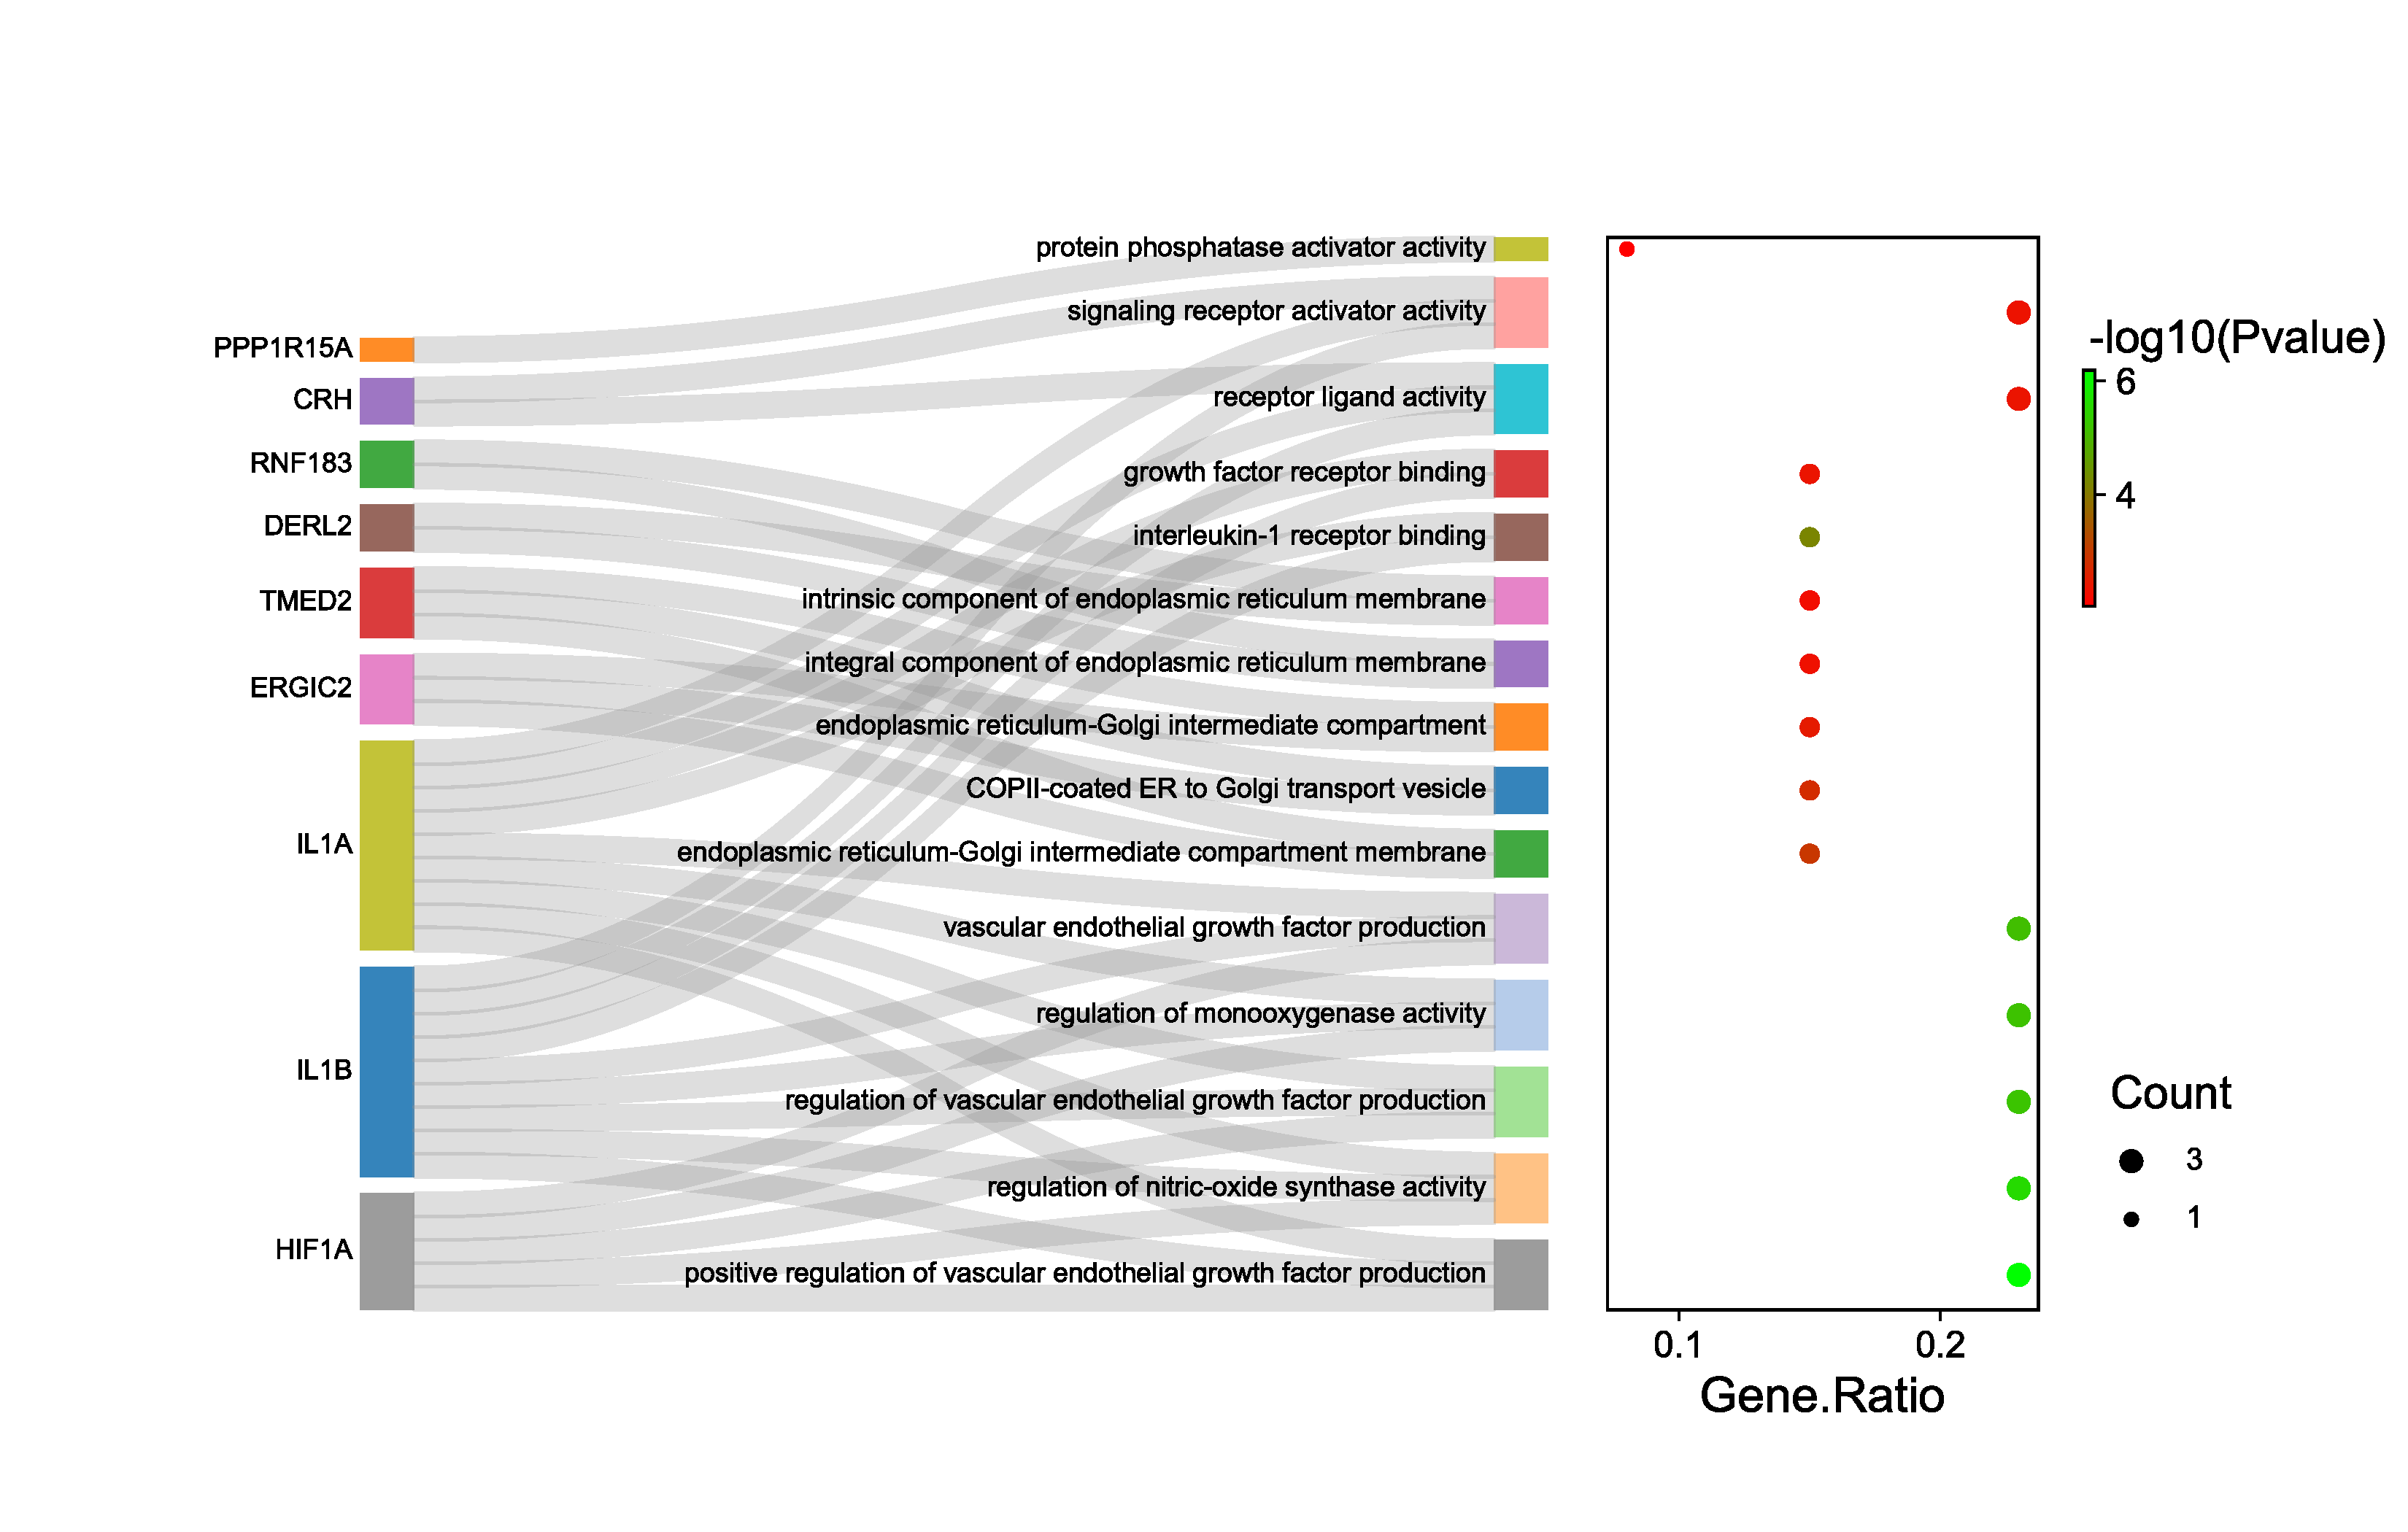 PPP1R15A
CRH
RNF183
DERL2
TMED2
ERGIC2
IL1A
IL1B
HIF1A
protein phosphatase activator activity
signaling receptor activator activity
receptor ligand activity
growth factor receptor binding
interleukin-1 receptor binding
intrinsic component of endoplasmic reticulum membrane
integral component of endoplasmic reticulum membrane
endoplasmic reticulum-Golgi intermediate compartment
COPII-coated ER to Golgi transport vesicle
endoplasmic reticulum-Golgi intermediate compartment membrane
vascular endothelial growth factor production
regulation of monooxygenase activity
regulation of vascular endothelial growth factor production
regulation of nitric-oxide synthase activity
positive regulation of vascular endothelial growth factor production
0.1
0.2
Gene.Ratio
-log10(Pvalue)
6
4
Count
3
1